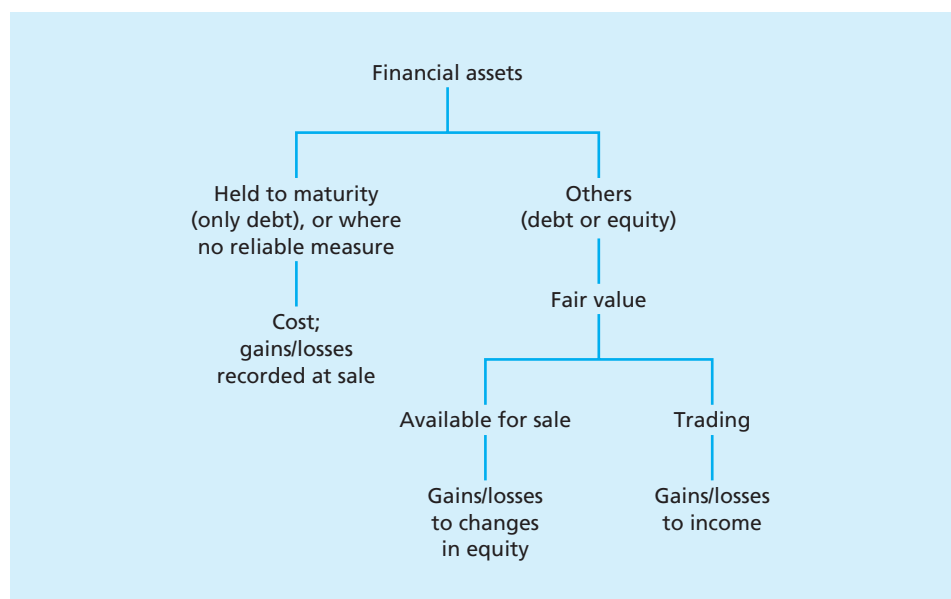 Financial assets
Held to maturity
(only debt), or where
no reliable measure
Others
(debt or equity)
Fair value
Cost;
gains/losses
recorded at sale
Available for sale
Trading
Gains/losses
to changes
in equity
Gains/losses
to income